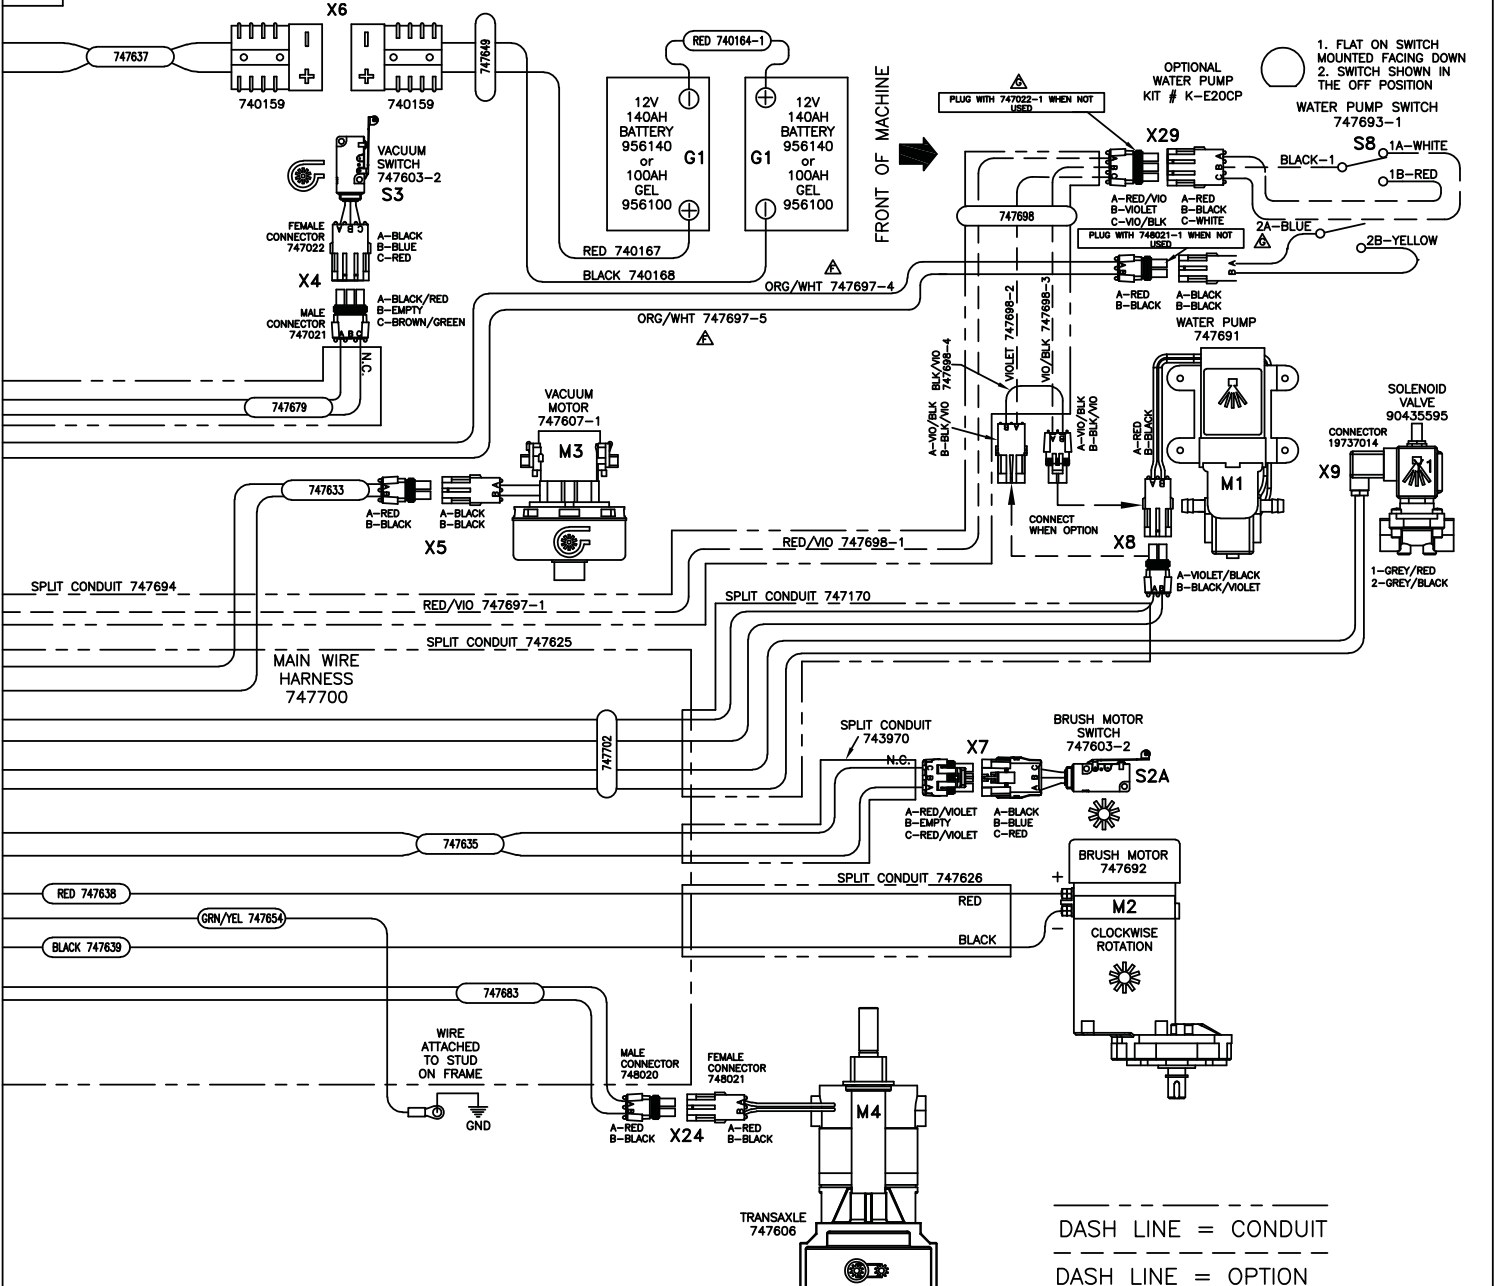 X6
747637
740159
740159
747649
RED 740164-1
12V
140AH
BATTERY
956140
or
100AH
GEL
956100
G1
G1
12V
140AH
BATTERY
956140
or
100AH
GEL
956100
RED 740167
BLACK 740168
FRONT OF MACHINE
OPTIONAL
WATER PUMP
KIT # K-E20CP
1. FLAT ON SWITCH
MOUNTED FACING DOWN
2. SWITCH SHOWN IN
THE OFF POSITION
WATER PUMP SWITCH
747693-1
S8
1A-WHITE
BLACK-1
1B-RED
2A-BLUE
G
2B-YELLOW
G
PLUG WITH 747022-1 WHEN NOT
USED
X29
A
B
C
A
B
C
A-RED/VIO
B-VIOLET
C-VIO/BLK
A-RED
B-BLACK
C-WHITE
747698
PLUG WITH 748021-1 WHEN NOT
USED
A
B
A
B
A-RED
B-BLACK
A-BLACK
B-BLACK
VACUUM
SWITCH
747603-2
S3
FEMALE
CONNECTOR
747022
A-BLACK
B-BLUE
C-RED
X4
MALE
CONNECTOR
747021
A-BLACK/RED
B-EMPTY
C-BROWN/GREEN
A B C
N.C.
747679
F
ORG/WHT 747697-4
ORG/WHT 747697-5
F
WATER PUMP
747691
M1
BLK/VIO
747698-4
VIOLET 747698-2
VIO/BLK 747698-3
A-VIO/BLK
B-BLK/VIO
A-VIO/BLK
B-BLK/VIO
A-RED
B-BLACK
CONNECT
WHEN OPTION
X8
A-VIOLET/BLACK
B-BLACK/VIOLET
SOLENOID
VALVE
90435595
CONNECTOR
19737014
X9
1
1-GREY/RED
2-GREY/BLACK
VACUUM
MOTOR
747607-1
M3
747633
A-RED
B-BLACK
A-BLACK
B-BLACK
X5
RED/VIO 747698-1
SPLIT CONDUIT 747694
RED/VIO 747697-1
SPLIT CONDUIT 747170
SPLIT CONDUIT 747625
MAIN WIRE
HARNESS
747700
747702
SPLIT CONDUIT
743970
N.C.
X7
BRUSH MOTOR
SWITCH
747603-2
S2A
A-RED/VIOLET
B-EMPTY
C-RED/VIOLET
A-BLACK
B-BLUE
C-RED
747635
BRUSH MOTOR
747692
M2
CLOCKWISE
ROTATION
SPLIT CONDUIT 747626
RED
BLACK
RED 747638
GRN/YEL 747654
BLACK 747639
747683
WIRE
ATTACHED
TO STUD
ON FRAME
GND
MALE
CONNECTOR
748020
FEMALE
CONNECTOR
748021
A-RED
B-BLACK
X24
A-RED
B-BLACK
M4
TRANSAXLE
747606
DASH LINE = CONDUIT
DASH LINE = OPTION